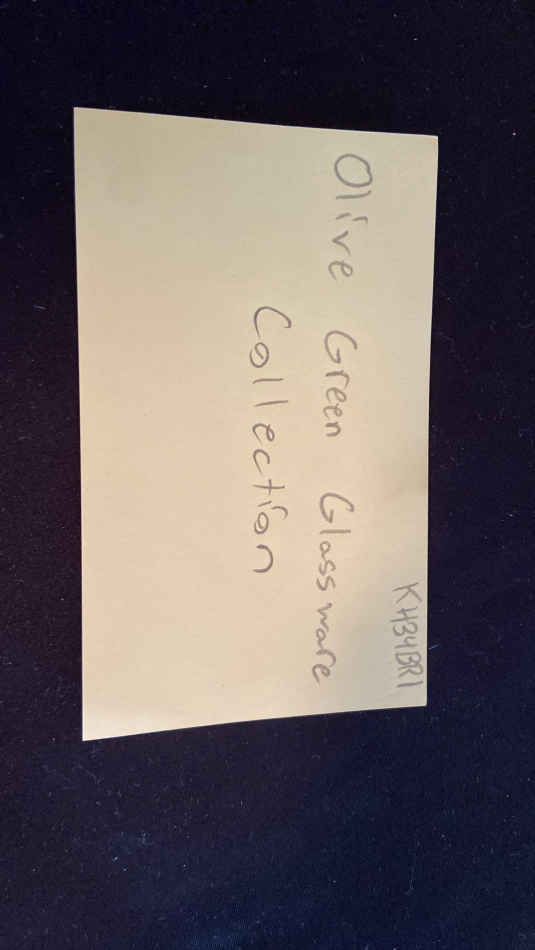 KH34BR1
Olive Green Glassware
Collection